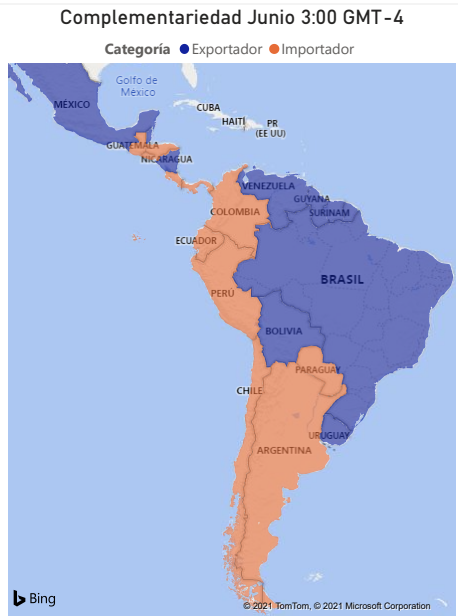 Complementariedad Junio 3:00 GMT-4
Categoría Exportador Importador
Golfo de
México
MÉXICO
CUBA
HAITÍ
PR
(EE UU)
GUATEMALA
NICARAGUA
VENEZUELA
GUYANA
SURINAM
COLOMBIA
ECUADOR
BRASIL
PERÚ
BOLIVIA
PARAGUAY
CHILE
URUGUAY
ARGENTINA
Bing
© 2021 TomTom, © 2021 Microsoft Corporation